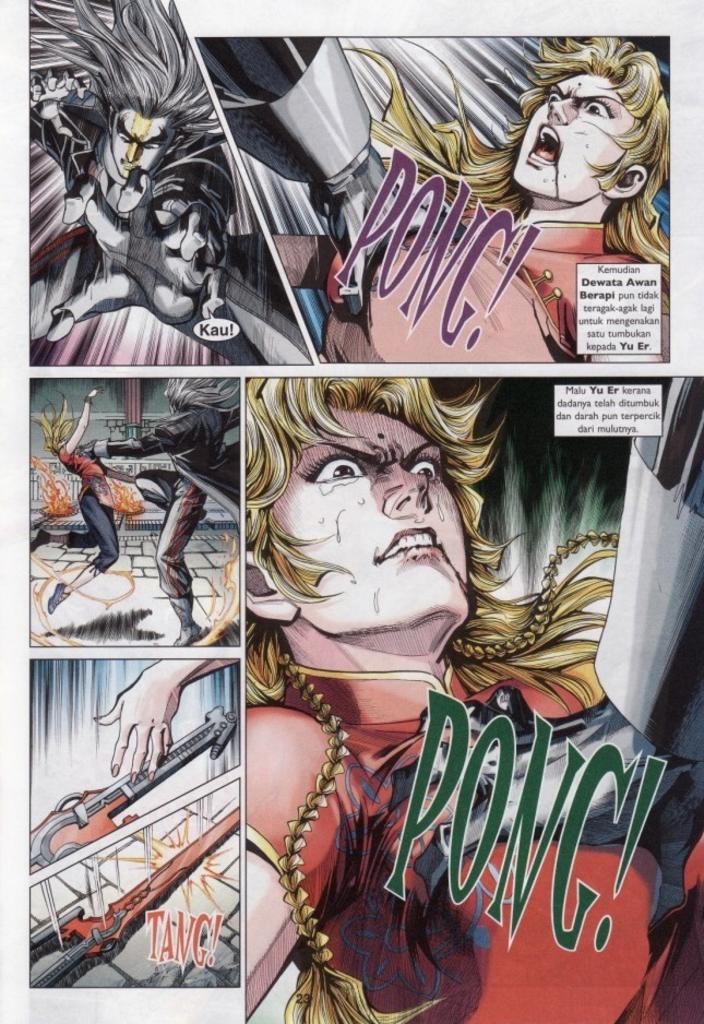 Kau!
PONG!
Kemudian
Dewata Awan
Berapi pun tidak
teragak-agak lagi
untuk mengenakan
satu tumbukan
kepada Yu Er.
Malu Yu Er kerana
dadanya telah ditumbuk
dan darah pun terpercik
dari mulutnya.
PONG!
TANG!
23